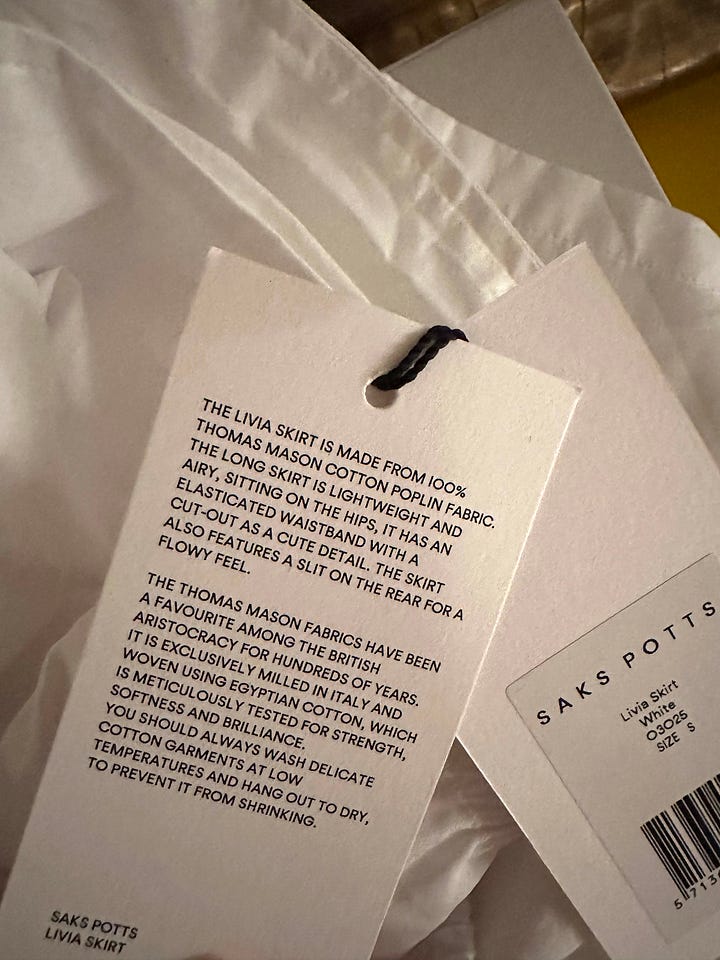 THE LIVIA SKIRT IS MADE FROM 100%
THOMAS MASON COTTON POPLIN FABRIC.
THE LONG SKIRT IS LIGHTWEIGHT AND
AIRY, SITTING ON THE HIPS, IT HAS AN
ELASTICATED WAISTBAND WITH A
CUT-OUT AS A CUTE DETAIL. THE SKIRT
ALSO FEATURES A SLIT ON THE REAR FOR A
FLOWY FEEL.
THE THOMAS MASON FABRICS HAVE BEEN
A FAVOURITE AMONG THE BRITISH
ARISTOCRACY FOR HUNDREDS OF YEARS.
IT IS EXCLUSIVELY MILLED IN ITALY AND
WOVEN USING EGYPTIAN COTTON, WHICH
IS METICULOUSLY TESTED FOR STRENGTH,
SOFTNESS AND BRILLIANCE.
YOU SHOULD ALWAYS WASH DELICATE
COTTON GARMENTS AT LOW
TEMPERATURES AND HANG OUT TO DRY,
TO PREVENT IT FROM SHRINKING.
SAKS POTTS
LIVIA SKIRT
SAKS POTTS
Livia Skirt
White
03025
SIZE S
5 713